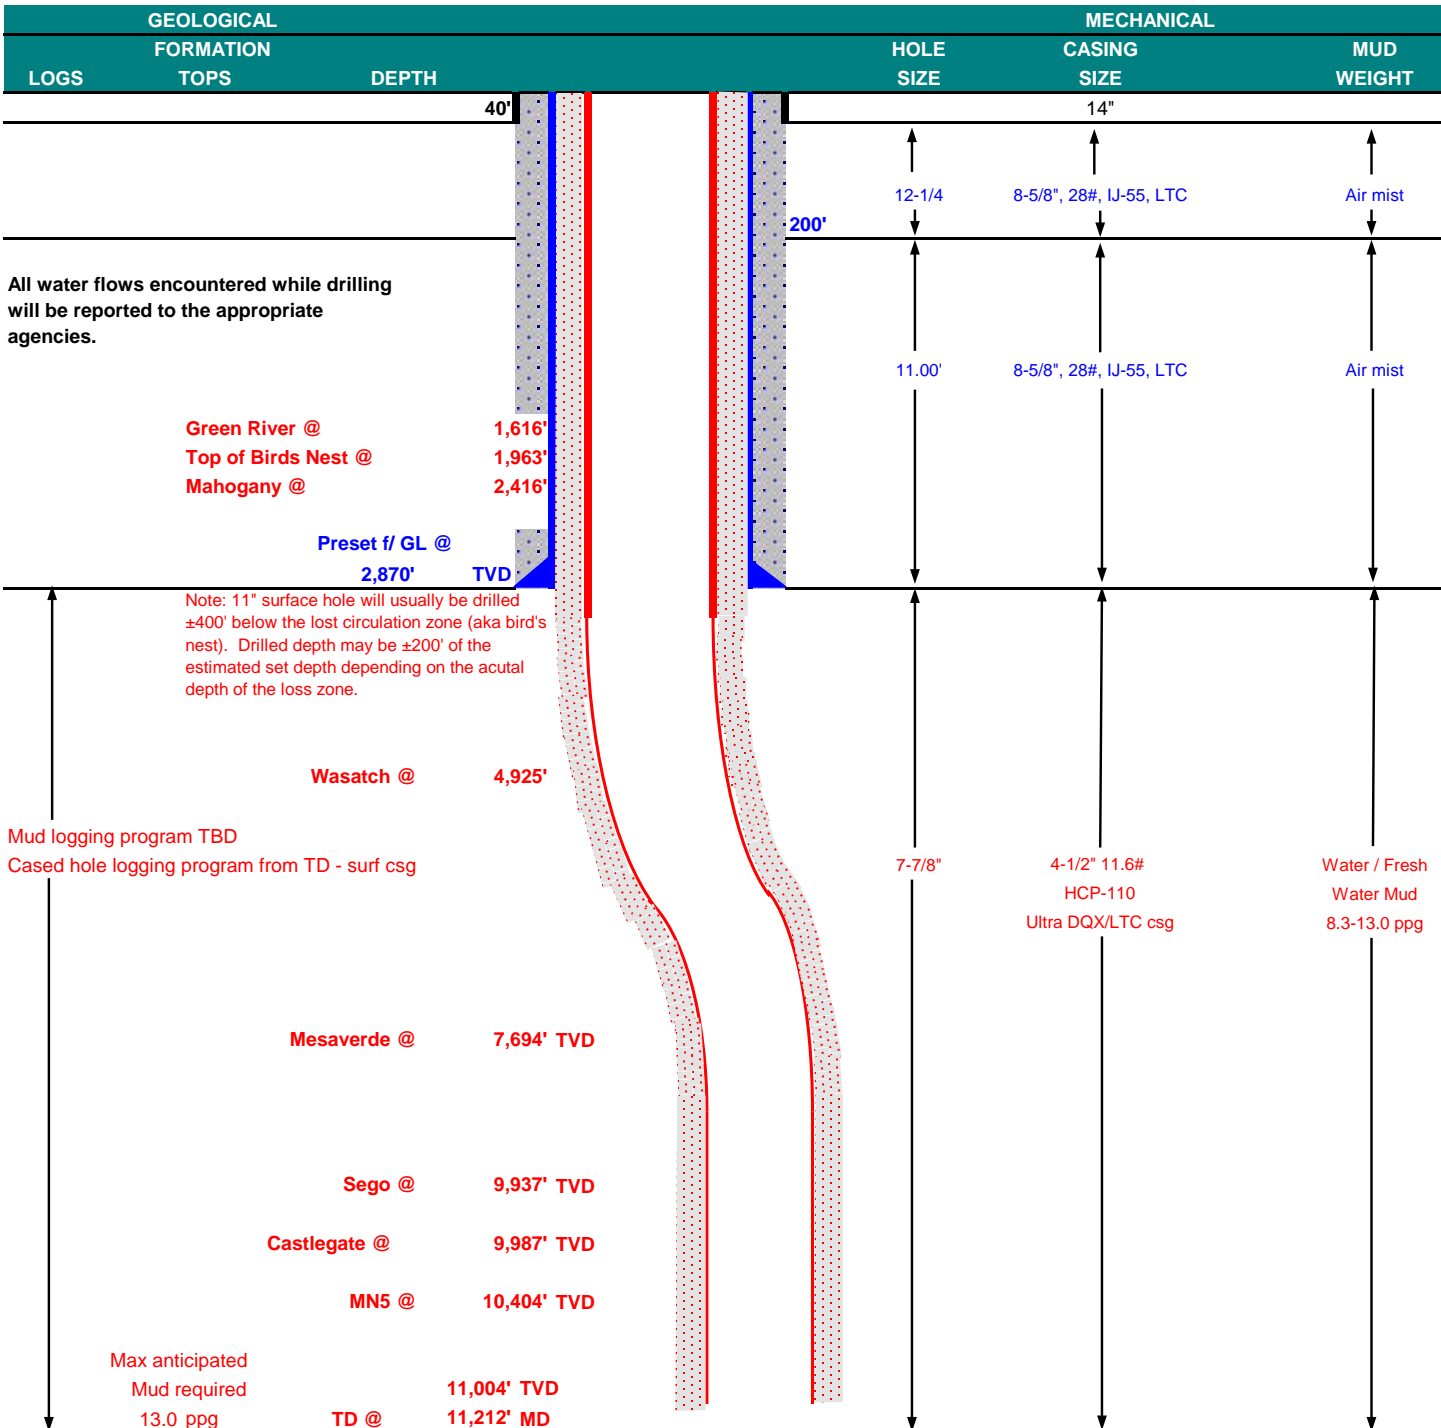 GEOLOGICAL MECHANICAL
FORMATION HOLE CASING MUD
LOGS TOPS DEPTH SIZE SIZE WEIGHT
40' 14"
12-1/4 8-5/8", 28#, IJ-55, LTC Air mist
200'
All water flows encountered while drilling
will be reported to the appropriate
agencies.
11.00' 8-5/8", 28#, IJ-55, LTC Air mist
Green River @ 1,616'
Top of Birds Nest @ 1,963'
Mahogany @ 2,416'
Preset f/ GL @
2,870' TVD
Note: 11" surface hole will usually be drilled
±400' below the lost circulation zone (aka bird's
nest). Drilled depth may be ±200' of the
estimated set depth depending on the acutal
depth of the loss zone.
Wasatch @ 4,925'
Mud logging program TBD
Cased hole logging program from TD - surf csg
7-7/8" 4-1/2" 11.6# Water / Fresh
HCP-110 Water Mud
Ultra DQX/LTC csg 8.3-13.0 ppg
Mesaverde @ 7,694' TVD
Sego @ 9,937' TVD
Castlegate @ 9,987' TVD
MN5 @ 10,404' TVD
Max anticipated
Mud required 11,004' TVD
13.0 ppg TD @ 11,212' MD